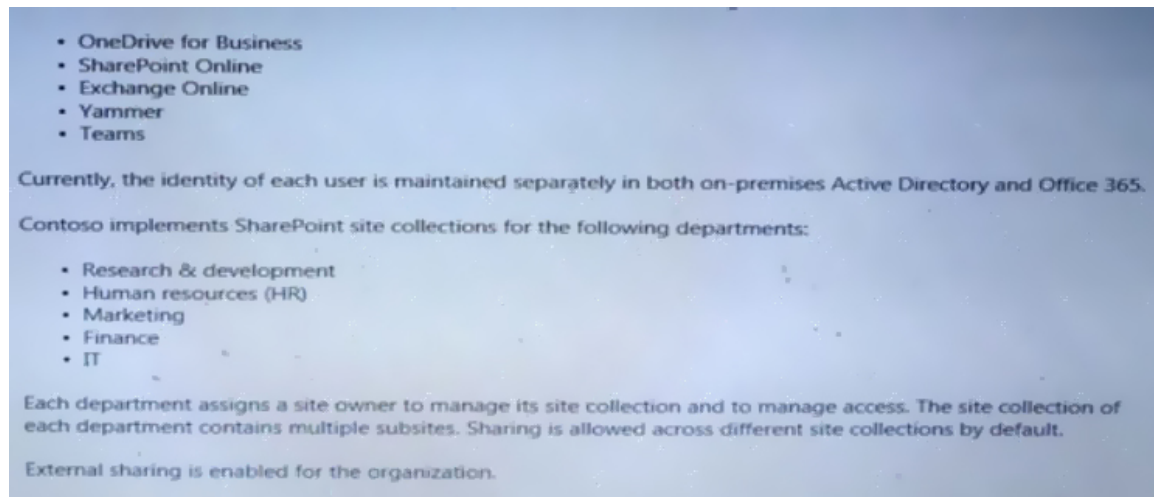 • OneDrive for Business
• SharePoint Online
• Exchange Online
• Yammer
• Teams
Currently, the identity of each user is maintained separately in both on-premises Active Directory and Office 365.
Contoso implements SharePoint site collections for the following departments:
• Research & development
• Human resources (HR)
• Marketing
• Finance
• IT
Each department assigns a site owner to manage its site collection and to manage access. The site collection of
each department contains multiple subsites. Sharing is allowed across different site collections by default.
External sharing is enabled for the organization.